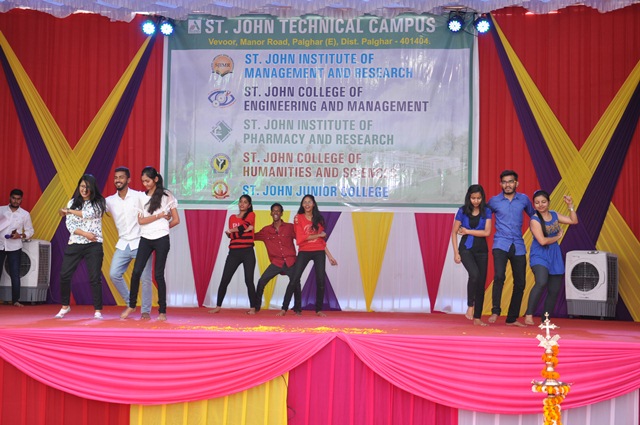 ST. JOHN TECHNICAL CAMPUS
Vevoor, Manor Road, Palghar (E), Dist. Palghar - 401404.
ST. JOHN INSTITUTE OF
MANAGEMENT AND RESEARCH
ST. JOHN COLLEGE OF
ENGINEERING AND MANAGEMENT
ST. JOHN INSTITUTE OF
PHARMACY AND RESEARCH
ST. JOHN COLLEGE OF
HUMANITIES AND SCIENCES
ST. JOHN JUNIOR COLLEGE